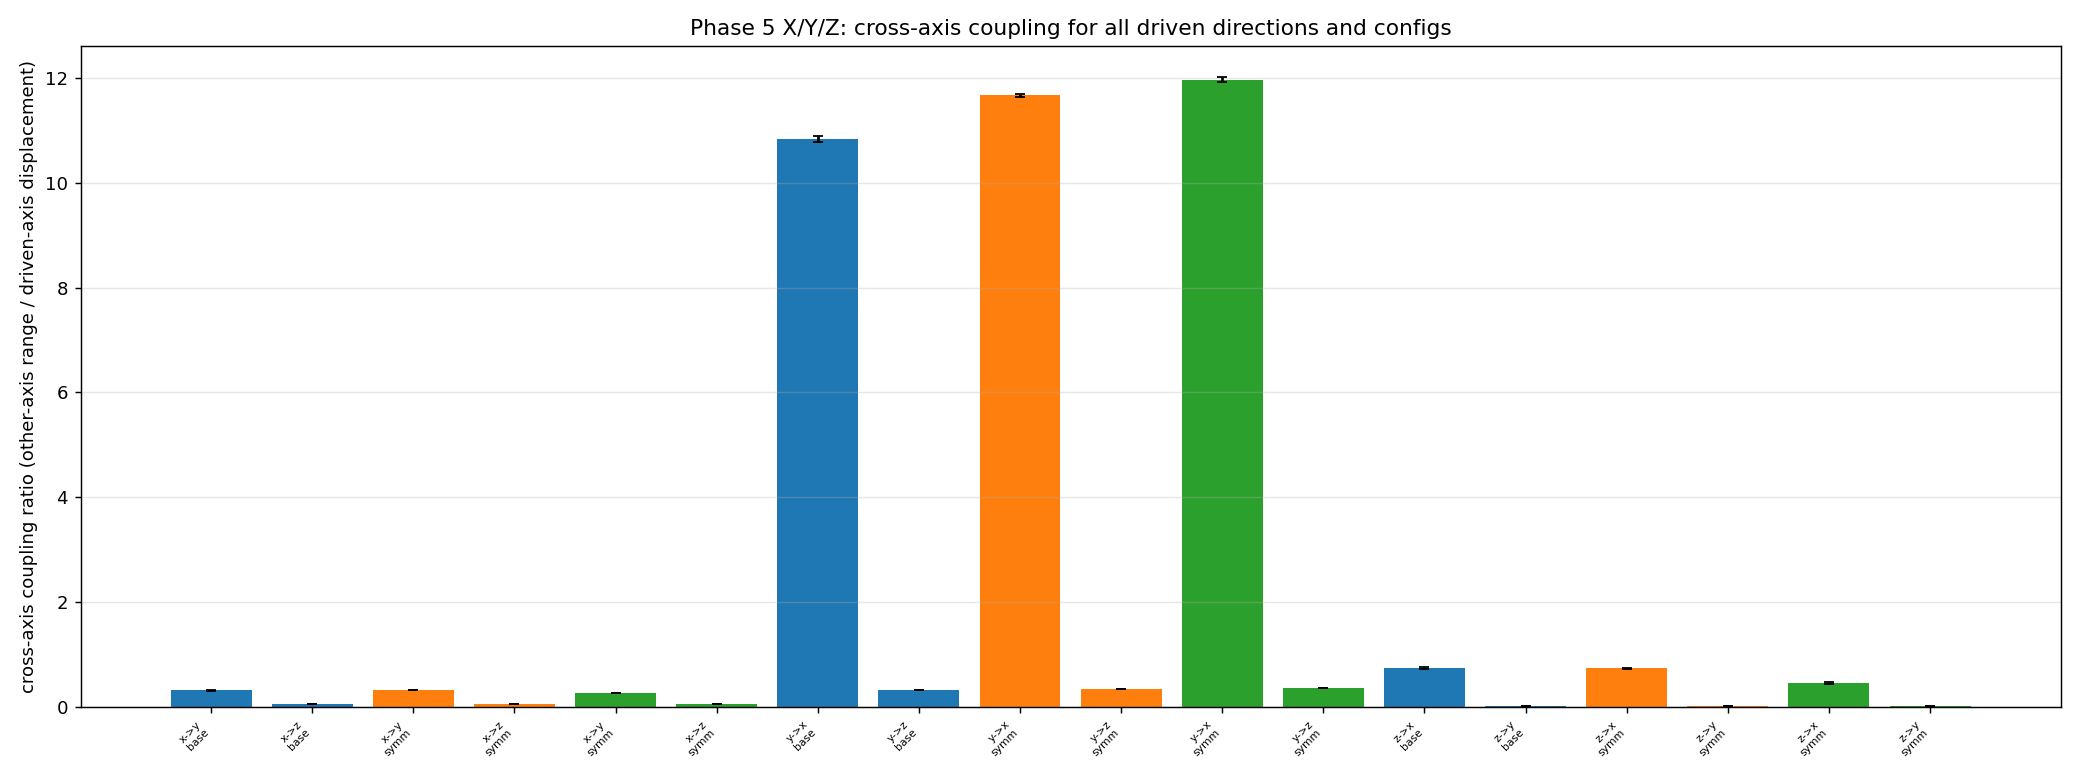 Phase 5 X/Y/Z: cross-axis coupling for all driven directions and configs
cross-axis coupling ratio (other-axis range / driven-axis displacement)
12
10
8
6
4
2
0
x->y
base
x->z
base
x->y
symm
x->z
symm
x->y
symm
x->z
symm
y->x
base
y->z
base
y->x
symm
y->z
symm
y->x
symm
y->z
symm
z->x
base
z->y
base
z->x
symm
z->y
symm
z->x
symm
z->y
symm